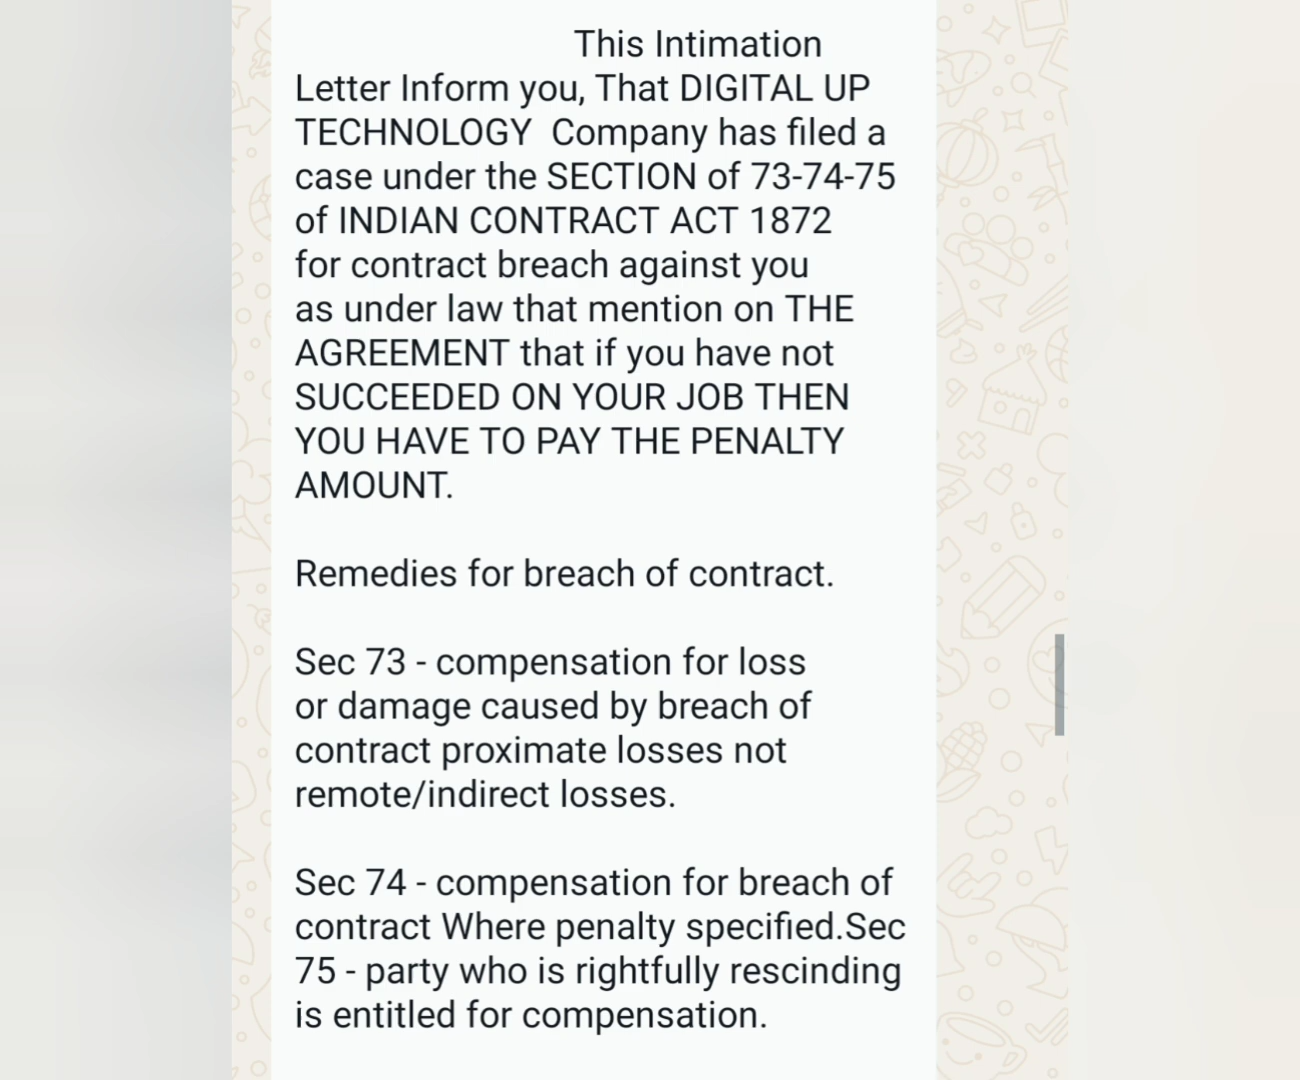 This Intimation
Letter Inform you, That DIGITAL UP
TECHNOLOGY  Company has filed a
case under the SECTION of 73-74-75
of INDIAN CONTRACT ACT 1872
for contract breach against you
as under law that mention on THE
AGREEMENT that if you have not
SUCCEEDED ON YOUR JOB THEN
YOU HAVE TO PAY THE PENALTY
AMOUNT.
Remedies for breach of contract.
Sec 73 - compensation for loss
or damage caused by breach of
contract proximate losses not
remote/indirect losses.
Sec 74 - compensation for breach of
contract Where penalty specified.Sec
75 - party who is rightfully rescinding
is entitled for compensation.